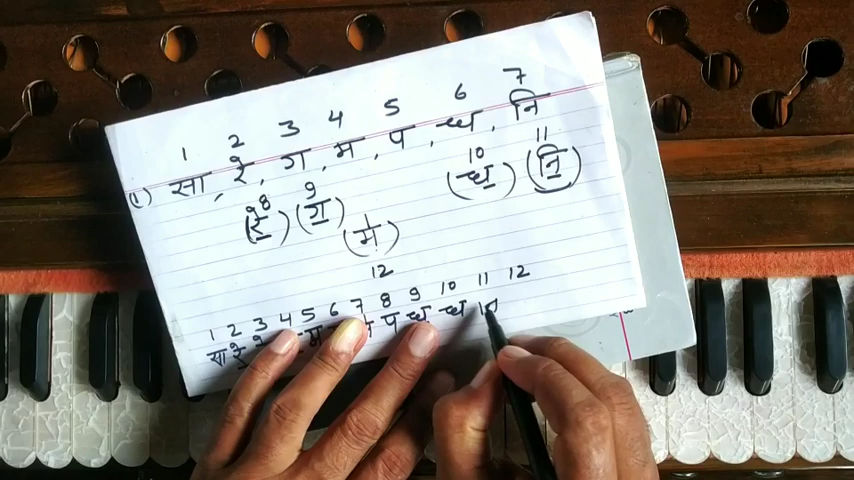 1 2 3 4 5 6 7
(1) सा, रे, ग, म, प, ध, नि
8 9 10 11
(रे) (ग) (ध) (नि)
(म)
12
1 2 3 4 5 6 7 8 9 10 11 12
सा रे म प ध ध